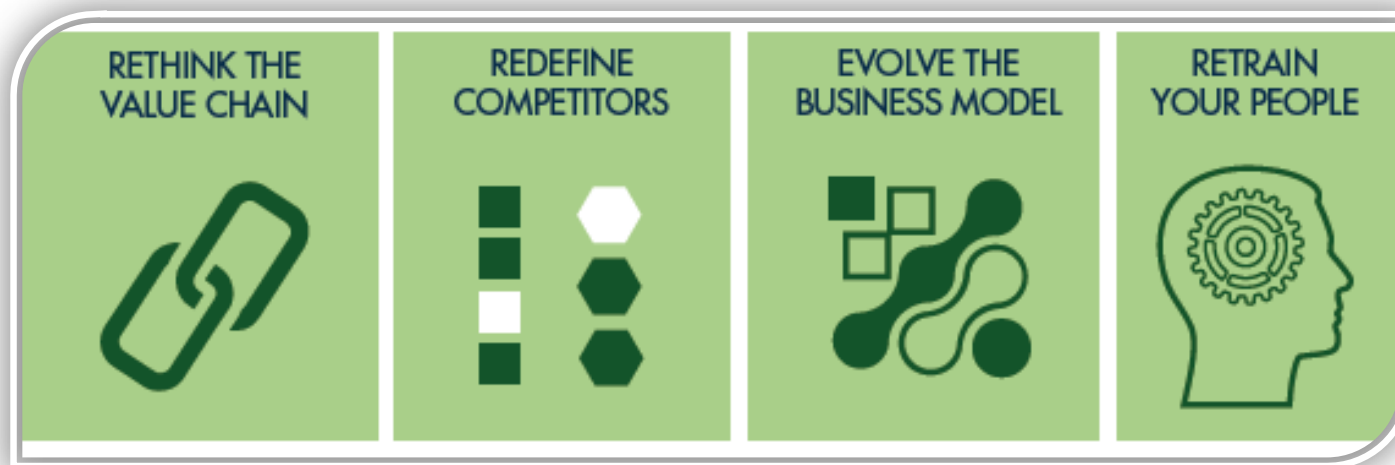 RETHINK THE
VALUE CHAIN
REDEFINE
COMPETITORS
EVOLVE THE
BUSINESS MODEL
RETRAIN
YOUR PEOPLE